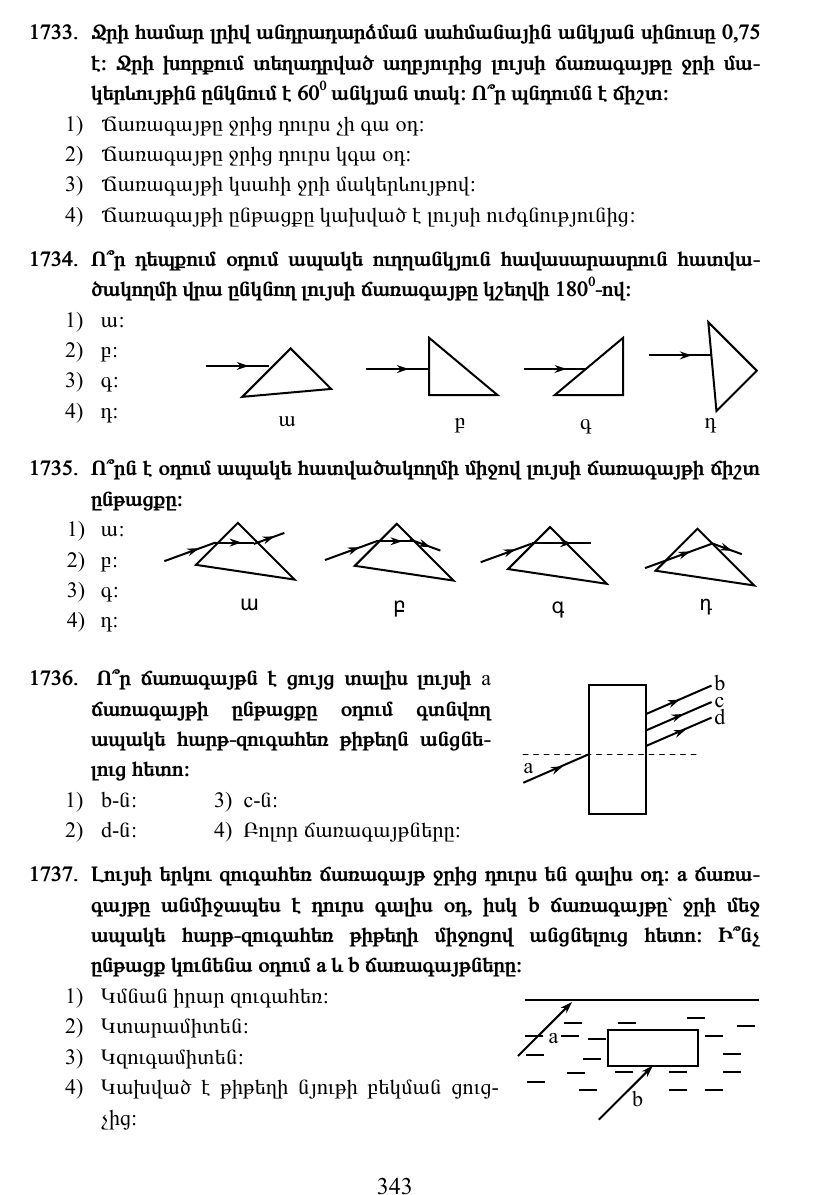 1733. Ջրի համար լրիվ անդրադարձման սահմանային անկյան սինուսը 0,75
է: Ջրի խորքում տեղադրված աղբյուրից լույսի ճառագայթը ջրի մա-
կերևույթին ընկնում է 60⁰ անկյան տակ: Ո՞ր պնդումն է ճիշտ:
1) Ճառագայթը ջրից դուրս չի գա օդ:
2) Ճառագայթը ջրից դուրս կգա օդ:
3) Ճառագայթի կսահի ջրի մակերևույթով:
4) Ճառագայթի ընթացքը կախված է լույսի ուժգնությունից:
1734. Ո՞ր դեպքում օդում ապակե ուղղանկյուն հավասարասրուն հատվա-
ծակողմի վրա ընկնող լույսի ճառագայթը կշեղվի 180⁰-ով:
1) ա:
2) բ:
3) գ:
4) դ:
ա բ գ դ
1735. Ո՞րն է օդում ապակե հատվածակողմի միջով լույսի ճառագայթի ճիշտ
ընթացքը:
1) ա:
2) բ:
3) գ:
4) դ:
ա բ գ դ
1736. Ո՞ր ճառագայթն է ցույց տալիս լույսի a
ճառագայթի ընթացքը օդում գտնվող
ապակե հարթ-զուգահեռ թիթեղն անցնե-
լուց հետո:
1) b-ն: 3) c-ն:
2) d-ն: 4) Բոլոր ճառագայթները:
b
c
d
a
1737. Լույսի երկու զուգահեռ ճառագայթ ջրից դուրս են գալիս օդ: a ճառա-
գայթը անմիջապես է դուրս գալիս օդ, իսկ b ճառագայթը՝ ջրի մեջ
ապակե հարթ-զուգահեռ թիթեղի միջոցով անցնելուց հետո: Ի՞նչ
ընթացք կունենա օդում a և b ճառագայթները:
1) Կմնան իրար զուգահեռ:
2) Կտարամիտեն:
3) Կզուգամիտեն:
4) Կախված է թիթեղի նյութի բեկման ցուց-
չից:
a
b
343